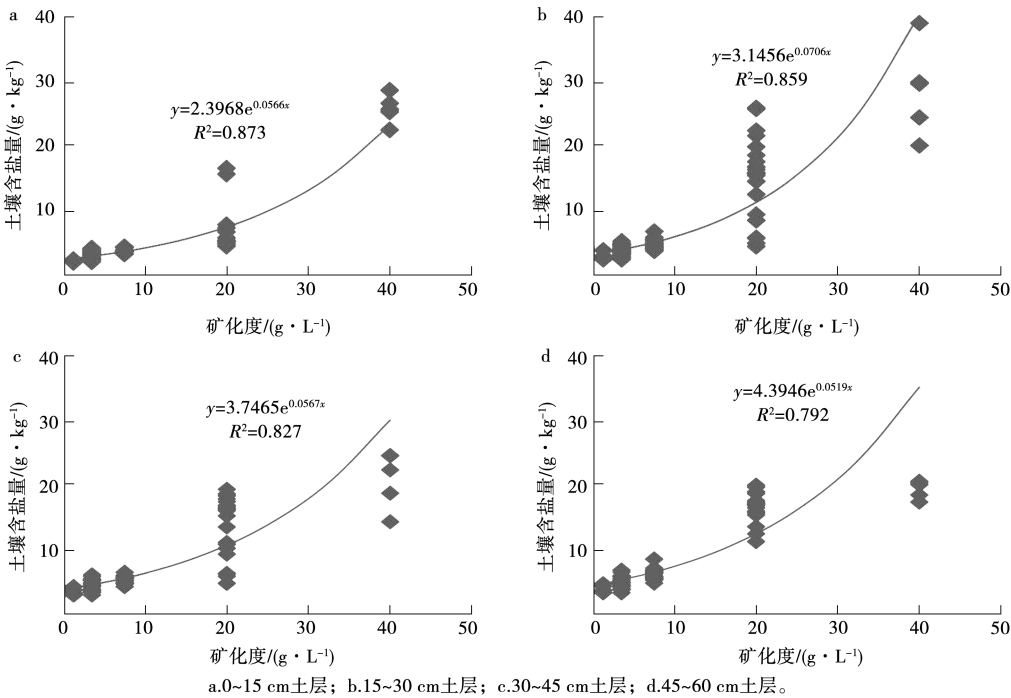 a
土壤含盐量/(g·kg⁻¹)
40
30
20
10
y=2.3968e^0.0566x
R²=0.873
0 10 20 30 40 50
矿化度/(g·L⁻¹)
b
土壤含盐量/(g·kg⁻¹)
40
30
20
10
y=3.1456e^0.0706x
R²=0.859
0 10 20 30 40 50
矿化度/(g·L⁻¹)
c
土壤含盐量/(g·kg⁻¹)
40
30
20
10
y=3.7465e^0.0567x
R²=0.827
0 10 20 30 40 50
矿化度/(g·L⁻¹)
d
土壤含盐量/(g·kg⁻¹)
40
30
20
10
y=4.3946e^0.0519x
R²=0.792
0 10 20 30 40 50
矿化度/(g·L⁻¹)
a.0~15 cm土层；b.15~30 cm土层；c.30~45 cm土层；d.45~60 cm土层。